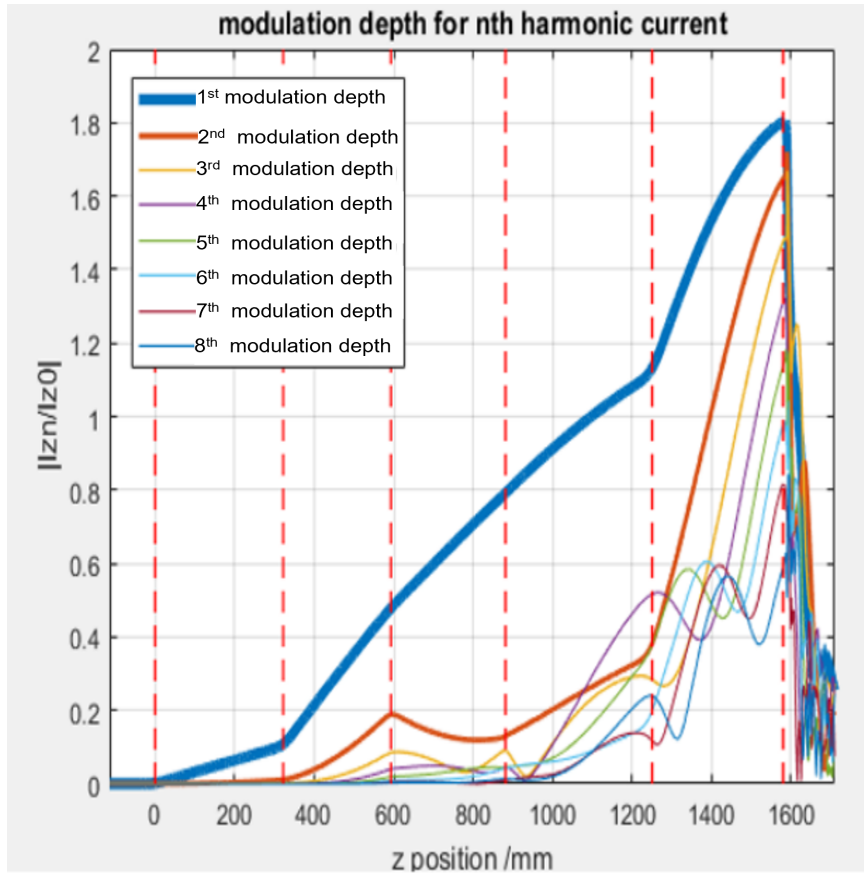 modulation depth for nth harmonic current
2
1.8
1.6
1.4
1.2
1
0.8
0.6
0.4
0.2
0
|Izn/Iz0|
1st modulation depth
2nd modulation depth
3rd modulation depth
4th modulation depth
5th modulation depth
6th modulation depth
7th modulation depth
8th modulation depth
0 200 400 600 800 1000 1200 1400 1600
z position /mm